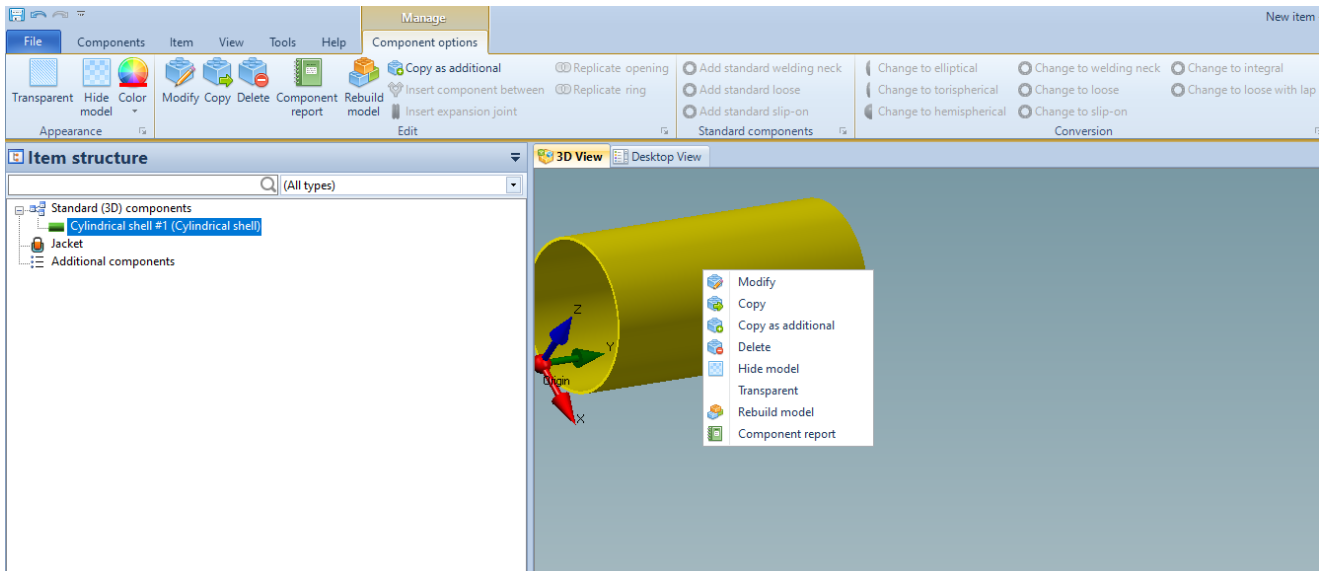 Manage
New item
File Components Item View Tools Help Component options
Transparent
Hide model
Color
Appearance
Modify
Copy
Delete
Component report
Rebuild model
Copy as additional
Insert component between
Insert expansion joint
Replicate opening
Replicate ring
Edit
Add standard welding neck
Add standard loose
Add standard slip-on
Standard components
Change to elliptical
Change to torispherical
Change to hemispherical
Change to welding neck
Change to loose
Change to slip-on
Change to integral
Change to loose with lap
Conversion
Item structure
(All types)
Standard (3D) components
Cylindrical shell #1 (Cylindrical shell)
Jacket
Additional components
3D View Desktop View
Z
Y
Origin
X
Modify
Copy
Copy as additional
Delete
Hide model
Transparent
Rebuild model
Component report